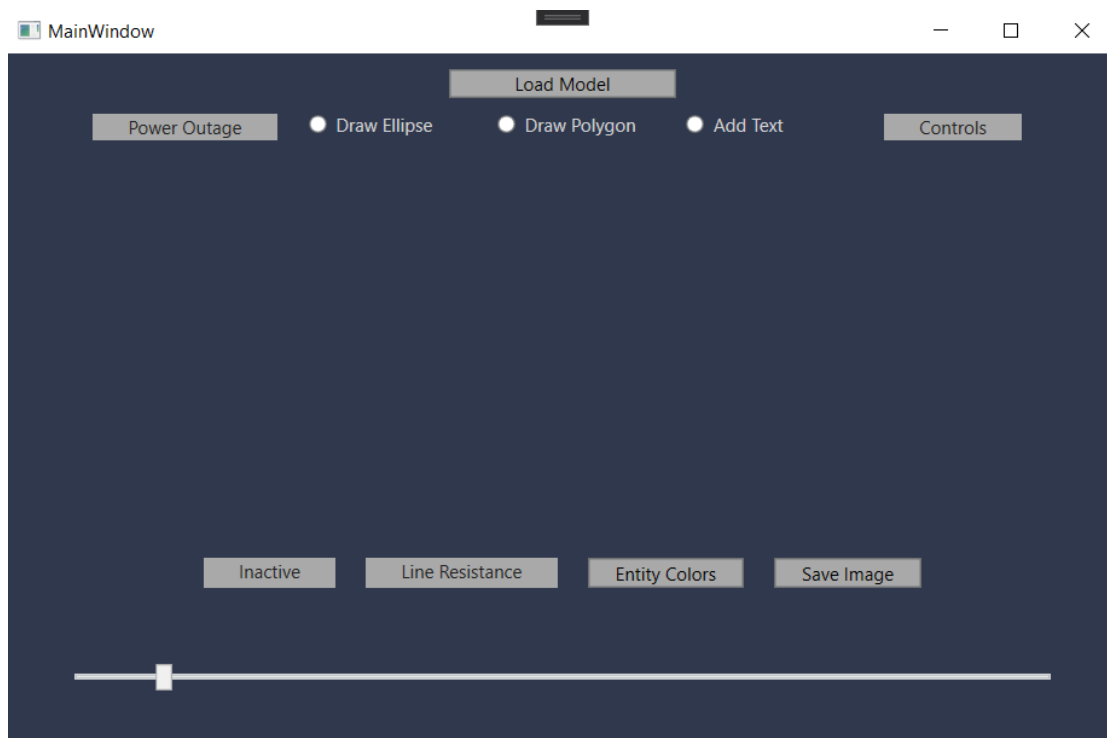 MainWindow
Load Model
Power Outage
Draw Ellipse
Draw Polygon
Add Text
Controls
Inactive
Line Resistance
Entity Colors
Save Image